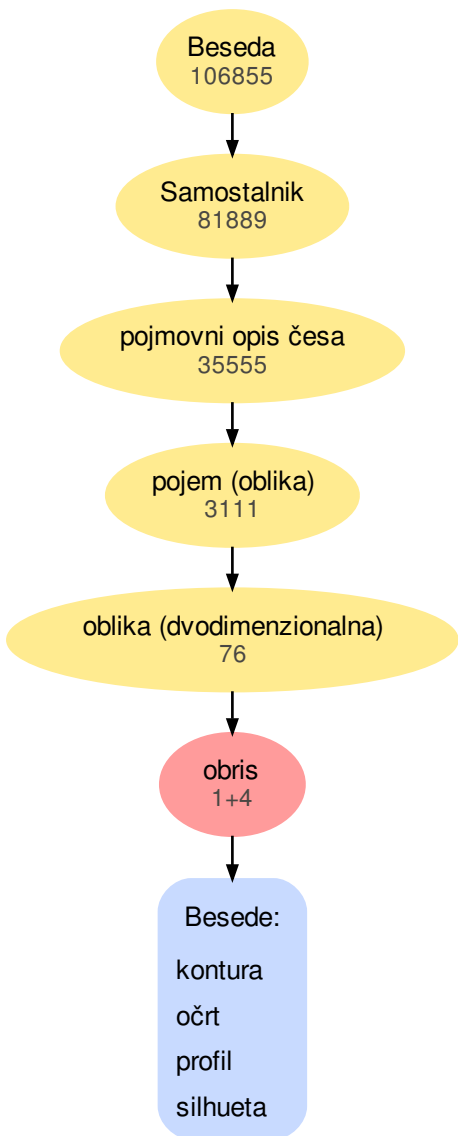 Beseda
106855
Samostalnik
81889
pojmovni opis česa
35555
pojem (oblika)
3111
oblika (dvodimenzionalna)
76
obris
1+4
Besede:
kontura
očrt
profil
silhueta